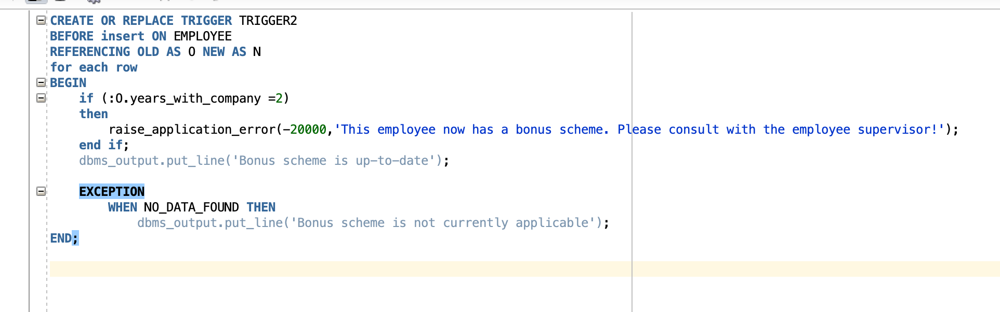 CREATE OR REPLACE TRIGGER TRIGGER2
BEFORE insert ON EMPLOYEE
REFERENCING OLD AS O NEW AS N
for each row
BEGIN
if (:O.years_with_company =2)
then
raise_application_error(-20000,'This employee now has a bonus scheme. Please consult with the employee supervisor!');
end if;
dbms_output.put_line('Bonus scheme is up-to-date');
EXCEPTION
WHEN NO_DATA_FOUND THEN
dbms_output.put_line('Bonus scheme is not currently applicable');
END;